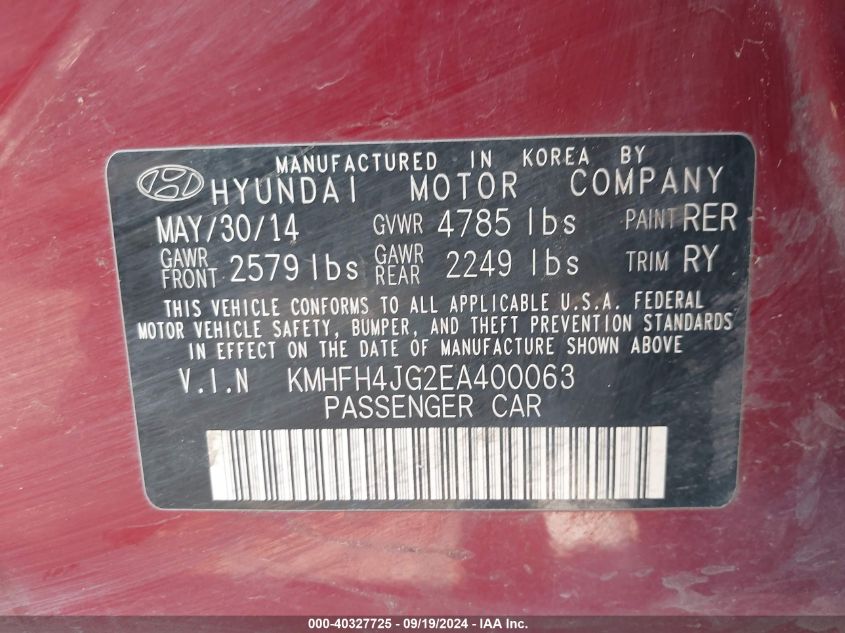 MANUFACTURED IN KOREA BY
HYUNDAI MOTOR COMPANY
MAY/30/14 GVWR 4785 lbs PAINT RER
GAWR FRONT 2579 lbs GAWR REAR 2249 lbs TRIM RY
THIS VEHICLE CONFORMS TO ALL APPLICABLE U.S.A. FEDERAL
MOTOR VEHICLE SAFETY, BUMPER, AND THEFT PREVENTION STANDARDS
IN EFFECT ON THE DATE OF MANUFACTURE SHOWN ABOVE
V.I.N KMHFH4JG2EA400063
PASSENGER CAR
000-40327725 - 09/19/2024 - IAA Inc.